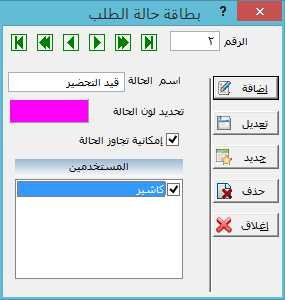 بطاقة حالة الطلب
الرقم ٢
اسم الحالة قيد التحضير
تحديد لون الحالة
إمكانية تجاوز الحالة
المستخدمين
كاشير
إضافة
تعديل
جديد
حذف
إغلاق